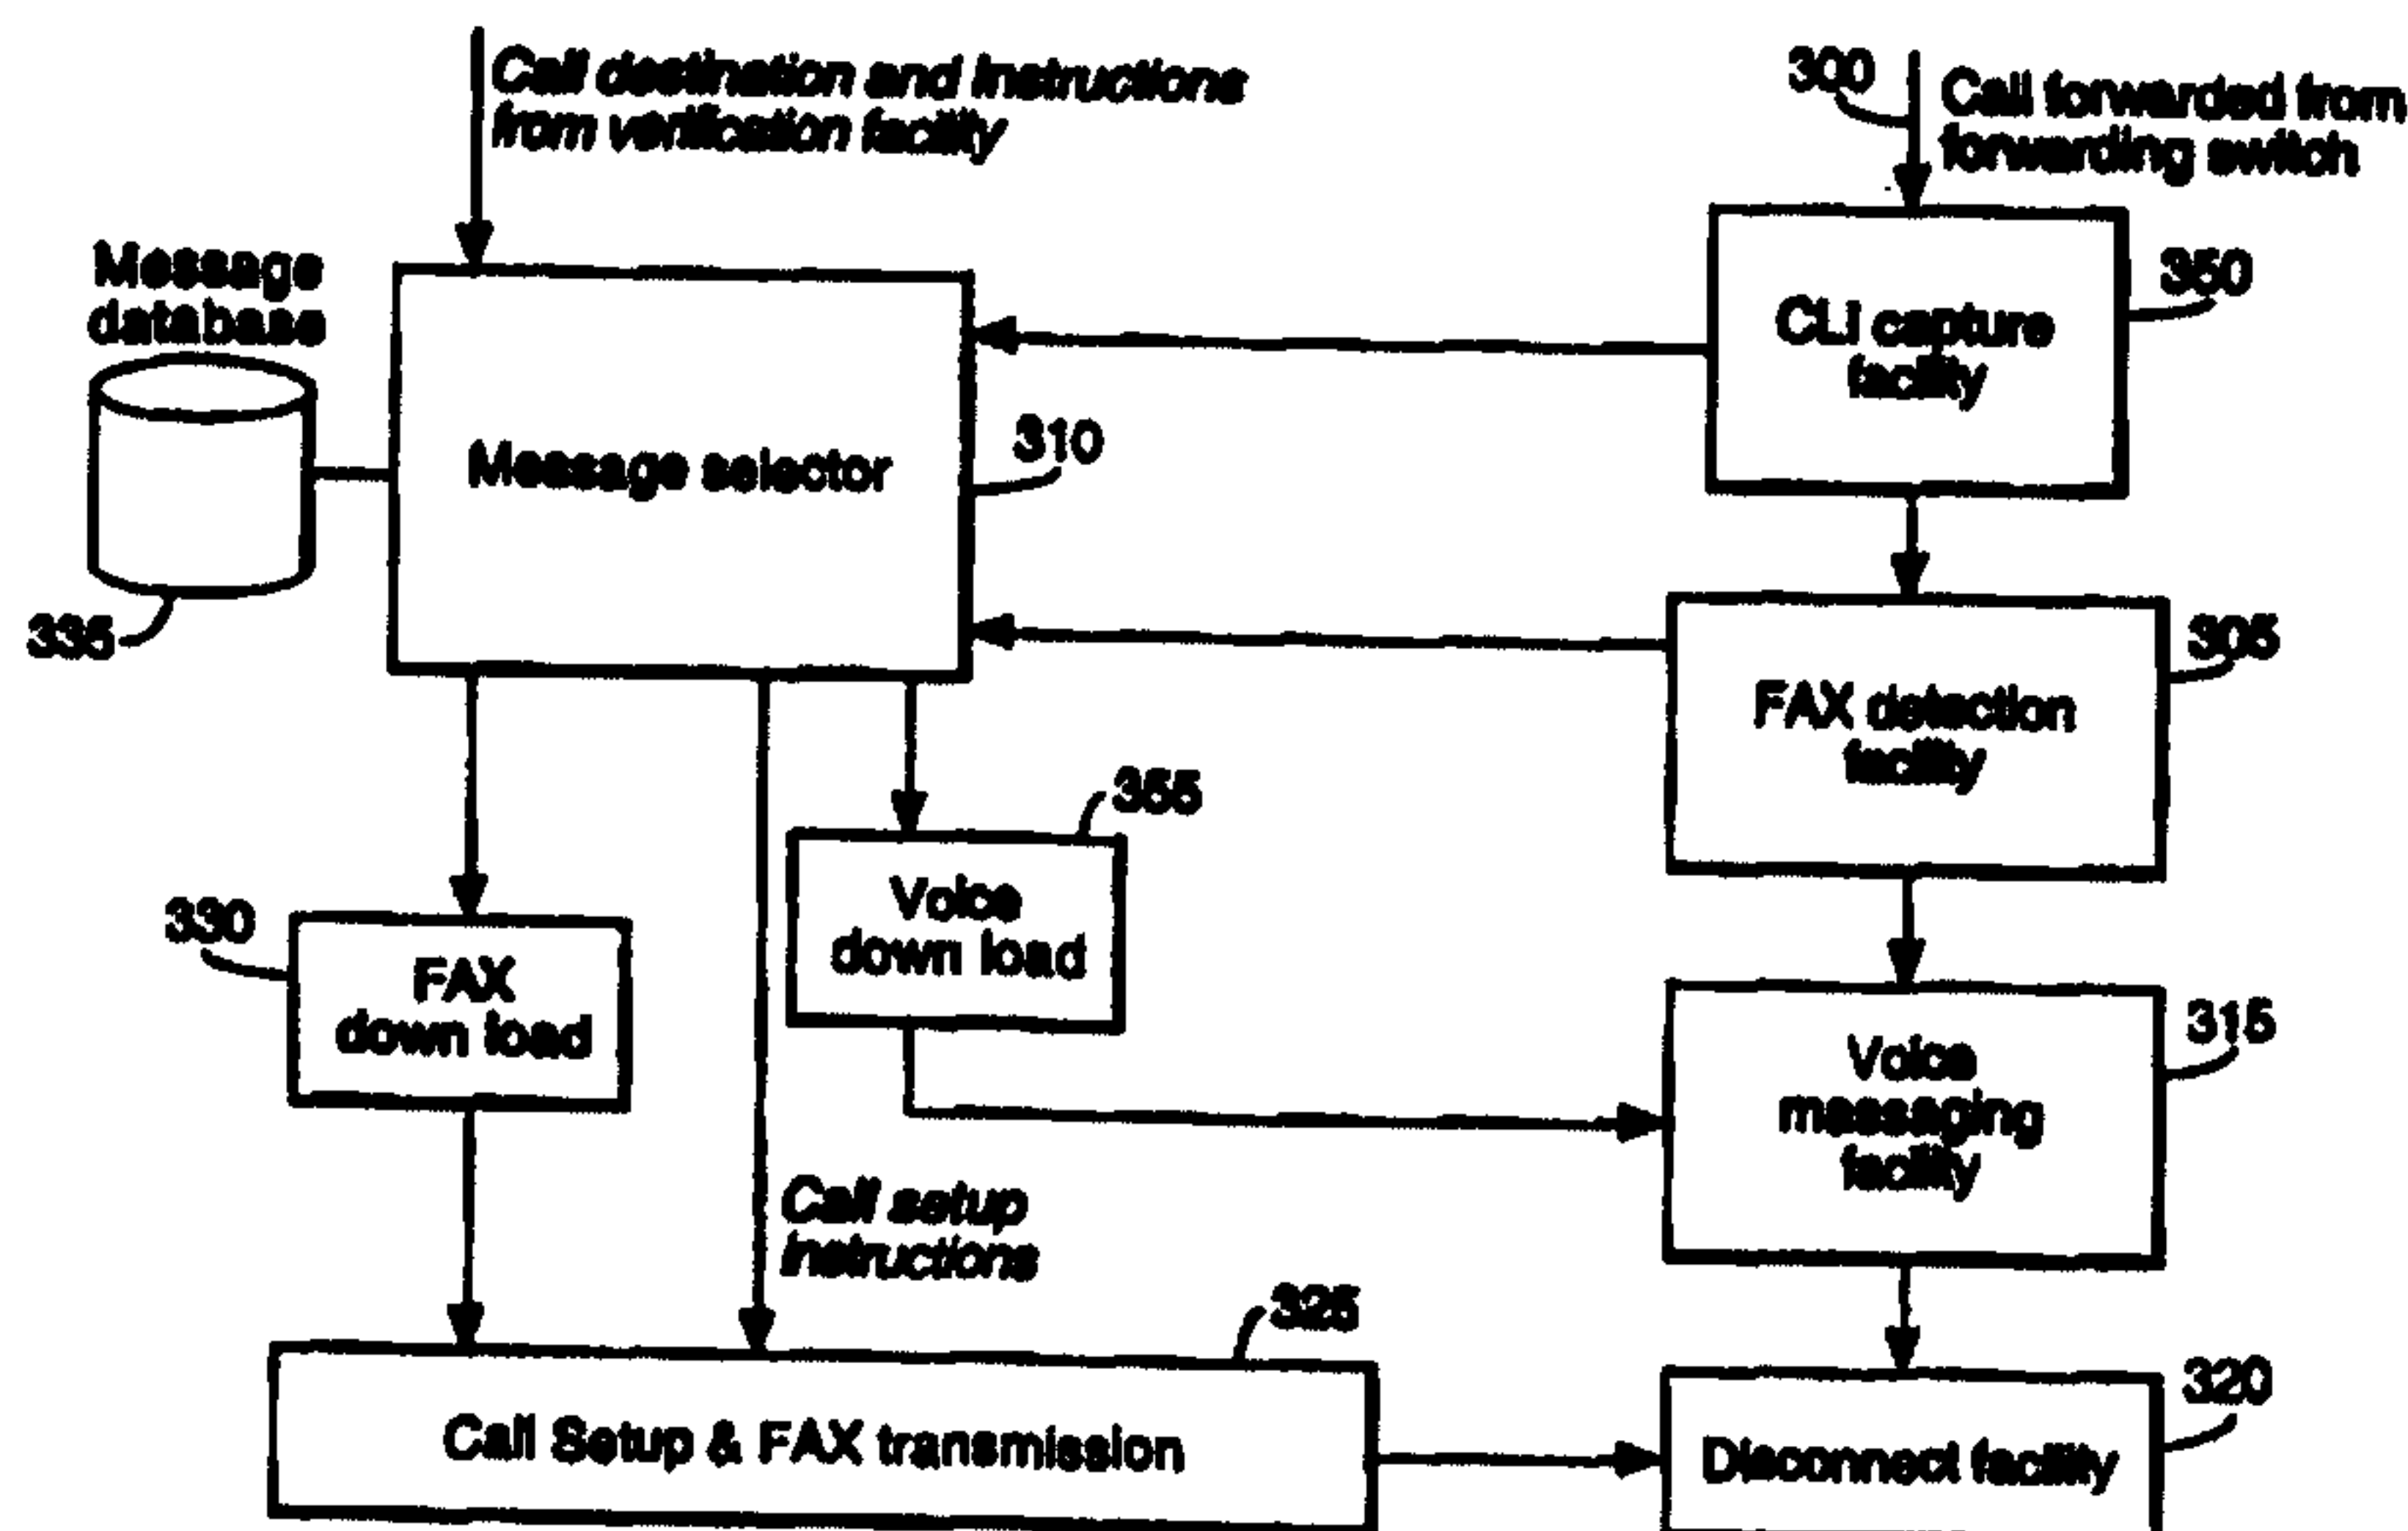 Call destination and instructions
from verification facility
300
Call forwarded from
forwarding switch
Message
database
350
CLI capture
facility
310
Message selector
335
305
FAX detection
facility
355
Voice
down load
330
FAX
down load
315
Voice
messaging
facility
Call setup
instructions
325
320
Call Setup & FAX transmission
Disconnect facility